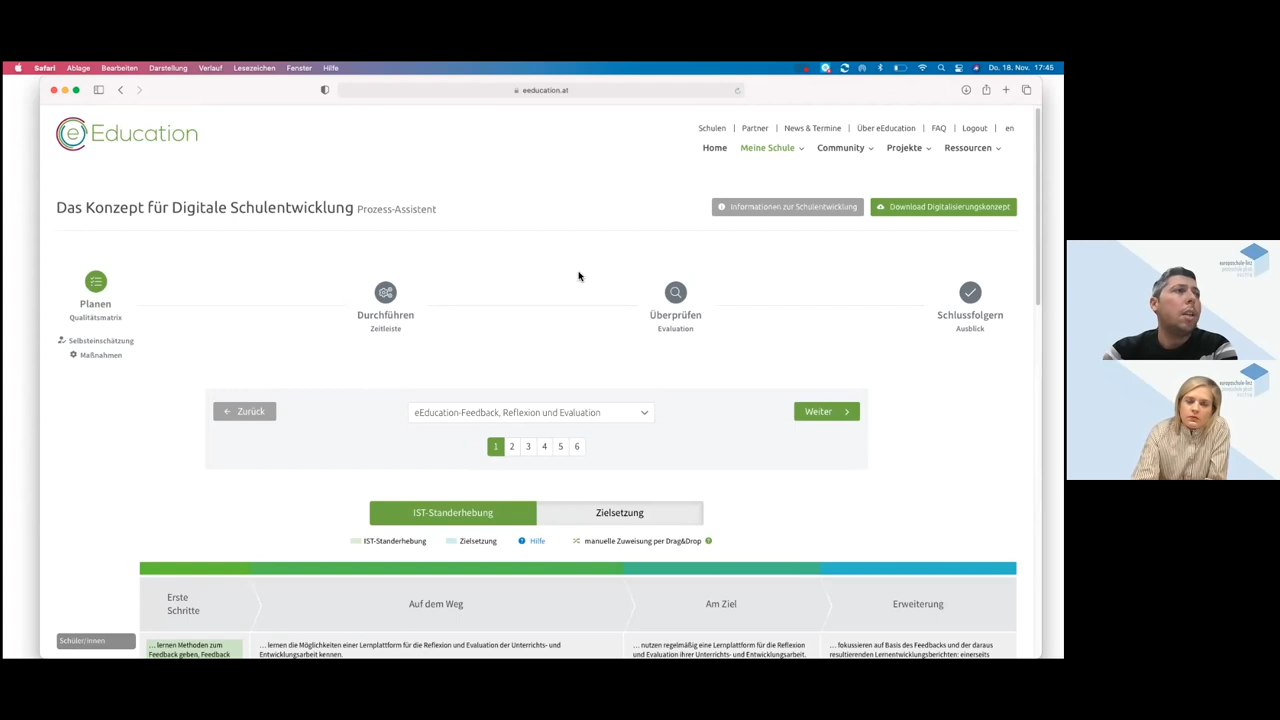 Safari Ablage Bearbeiten Darstellung Verlauf Lesezeichen Fenster Hilfe Do. 18. Nov. 17:45
eeducation.at
eEducation
Schulen | Partner | News & Termine | Über eEducation | FAQ | Logout | en
Home Meine Schule Community Projekte Ressourcen
Das Konzept für Digitale Schulentwicklung Prozess-Assistent
Informationen zur Schulentwicklung
Download Digitalisierungskonzept
Planen
Qualitätsmatrix
Selbsteinschätzung
Maßnahmen
Durchführen
Zeitleiste
Überprüfen
Evaluation
Schlussfolgern
Ausblick
Zurück
eEducation-Feedback, Reflexion und Evaluation
Weiter
1 2 3 4 5 6
IST-Standerhebung Zielsetzung
IST-Standerhebung Zielsetzung Hilfe manuelle Zuweisung per Drag&Drop
Erste
Schritte
Auf dem Weg
Am Ziel
Erweiterung
Schüler/innen
... lernen Methoden zum
Feedback geben, Feedback
... lernen die Möglichkeiten einer Lernplattform für die Reflexion und Evaluation der Unterrichts- und
Entwicklungsarbeit kennen.
... nutzen regelmäßig eine Lernplattform für die Reflexion
und Evaluation ihrer Unterrichts- und Entwicklungsarbeit.
... fokussieren auf Basis des Feedbacks und der daraus
resultierenden Lernentwicklungsberichten: einerseits
europaschule-linz
europaschule-linz